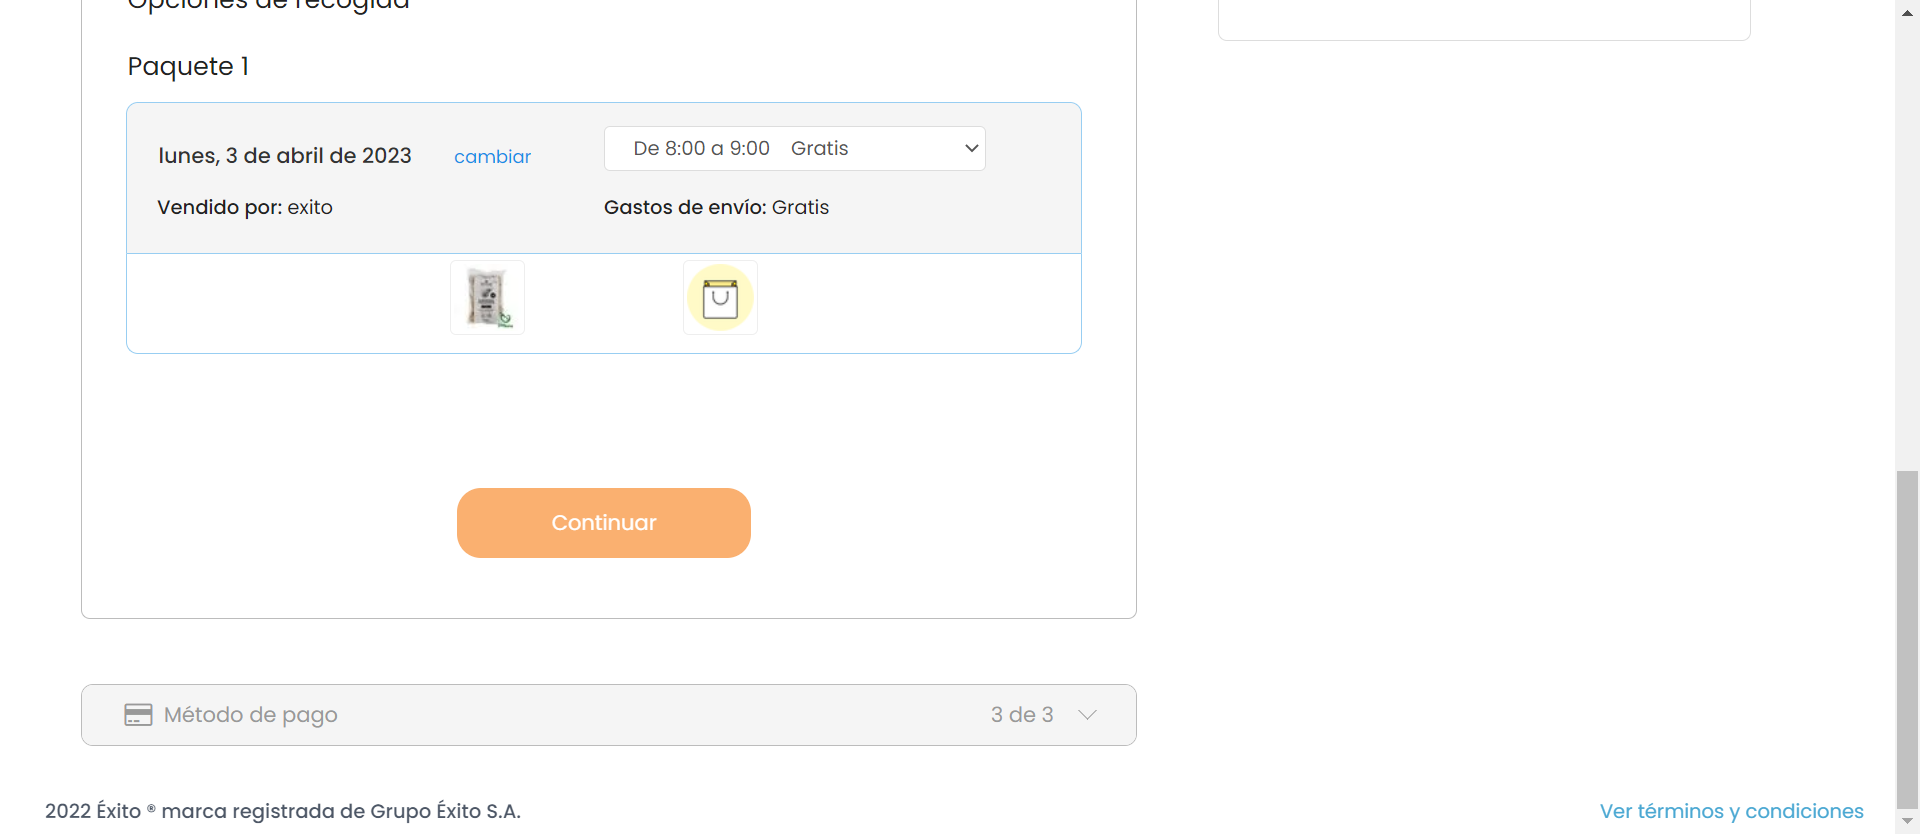 Opciones de recogida
Paquete 1
lunes, 3 de abril de 2023 cambiar De 8:00 a 9:00 Gratis
Vendido por: exito Gastos de envío: Gratis
Continuar
Método de pago 3 de 3
2022 Éxito ® marca registrada de Grupo Éxito S.A. Ver términos y condiciones